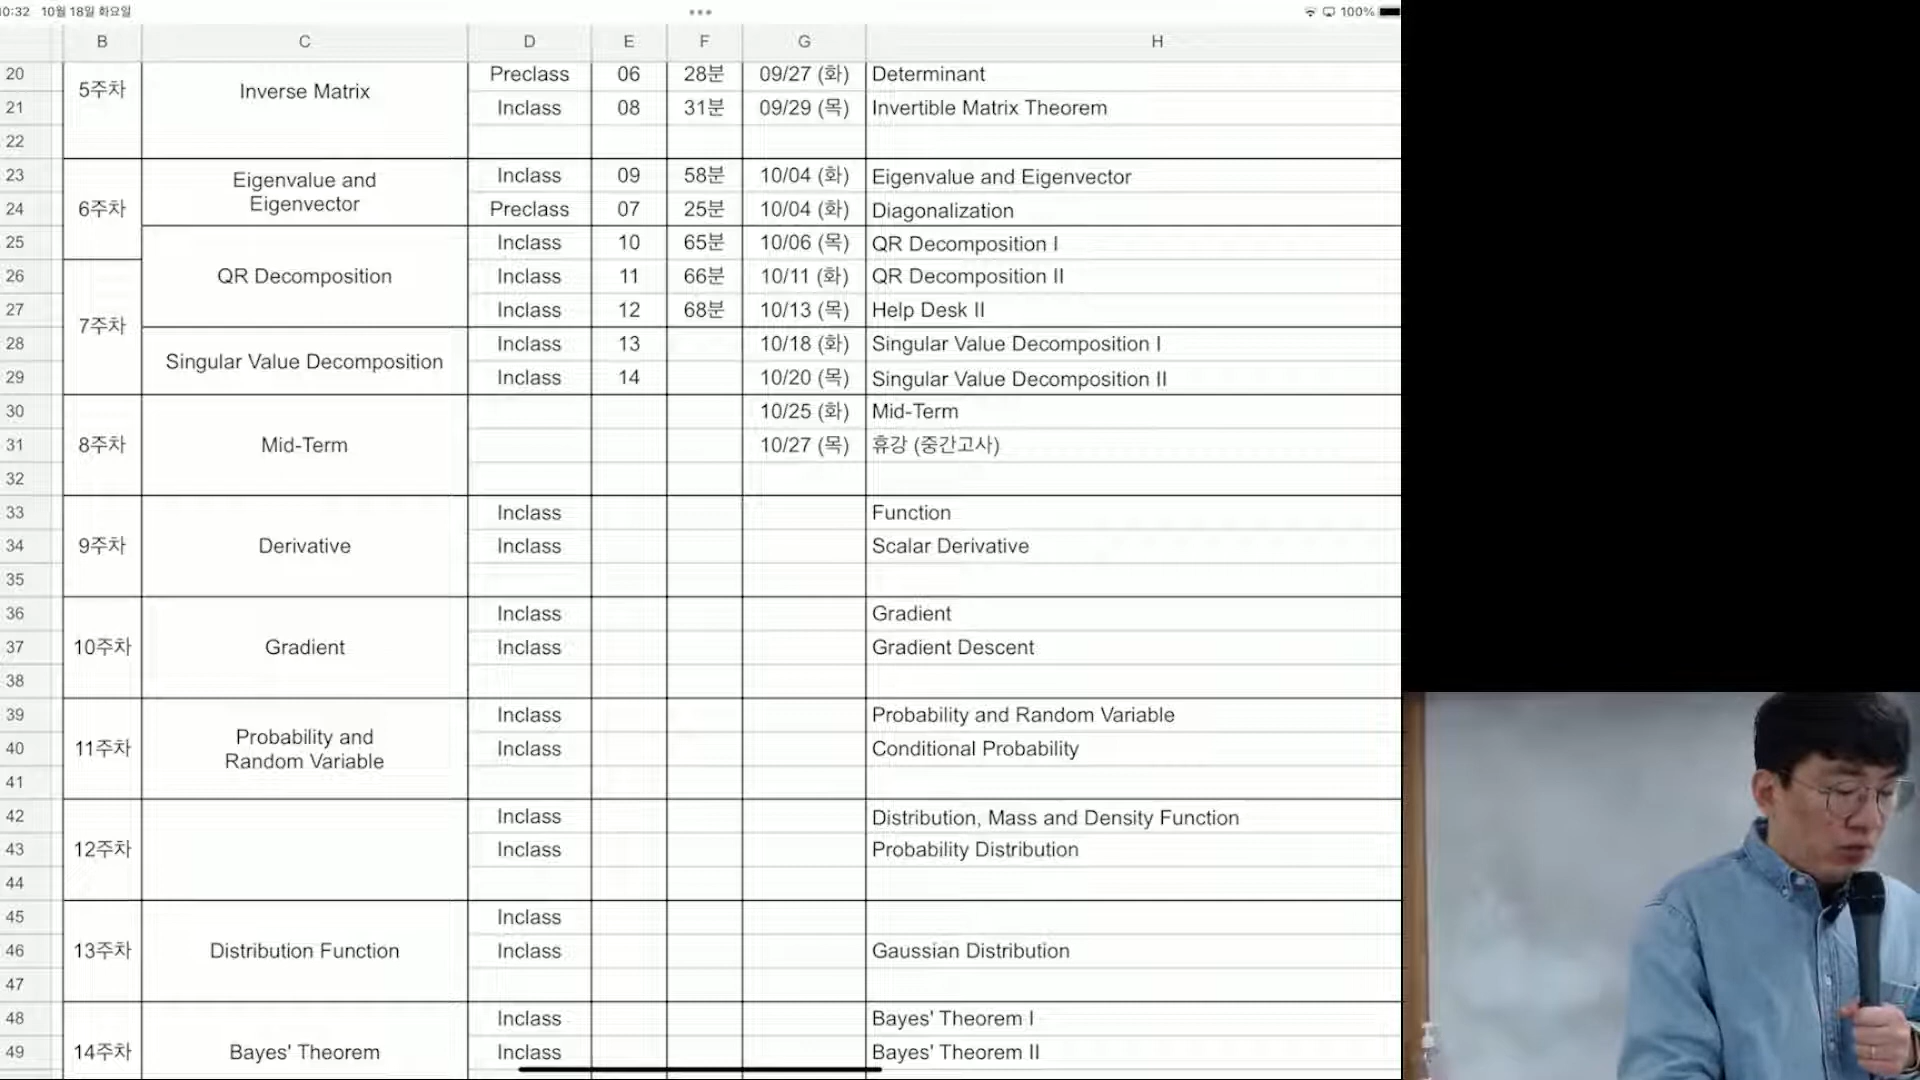 0:32 10월 18일 화요일 100%
B C D E F G H
20 5주차 Inverse Matrix Preclass 06 28분 09/27 (화) Determinant
21 Inclass 08 31분 09/29 (목) Invertible Matrix Theorem
22
23 6주차 Eigenvalue and Inclass 09 58분 10/04 (화) Eigenvalue and Eigenvector
24 Eigenvector Preclass 07 25분 10/04 (화) Diagonalization
25 QR Decomposition Inclass 10 65분 10/06 (목) QR Decomposition I
26 7주차 Inclass 11 66분 10/11 (화) QR Decomposition II
27 Inclass 12 68분 10/13 (목) Help Desk II
28 Singular Value Decomposition Inclass 13 10/18 (화) Singular Value Decomposition I
29 Inclass 14 10/20 (목) Singular Value Decomposition II
30 10/25 (화) Mid-Term
31 8주차 Mid-Term 10/27 (목) 휴강 (중간고사)
32
33 Inclass Function
34 9주차 Derivative Inclass Scalar Derivative
35
36 Inclass Gradient
37 10주차 Gradient Inclass Gradient Descent
38
39 Probability and Inclass Probability and Random Variable
40 11주차 Random Variable Inclass Conditional Probability
41
42 Inclass Distribution, Mass and Density Function
43 12주차 Inclass Probability Distribution
44
45 Inclass
46 13주차 Distribution Function Inclass Gaussian Distribution
47
48 Inclass Bayes' Theorem I
49 14주차 Bayes' Theorem Inclass Bayes' Theorem II